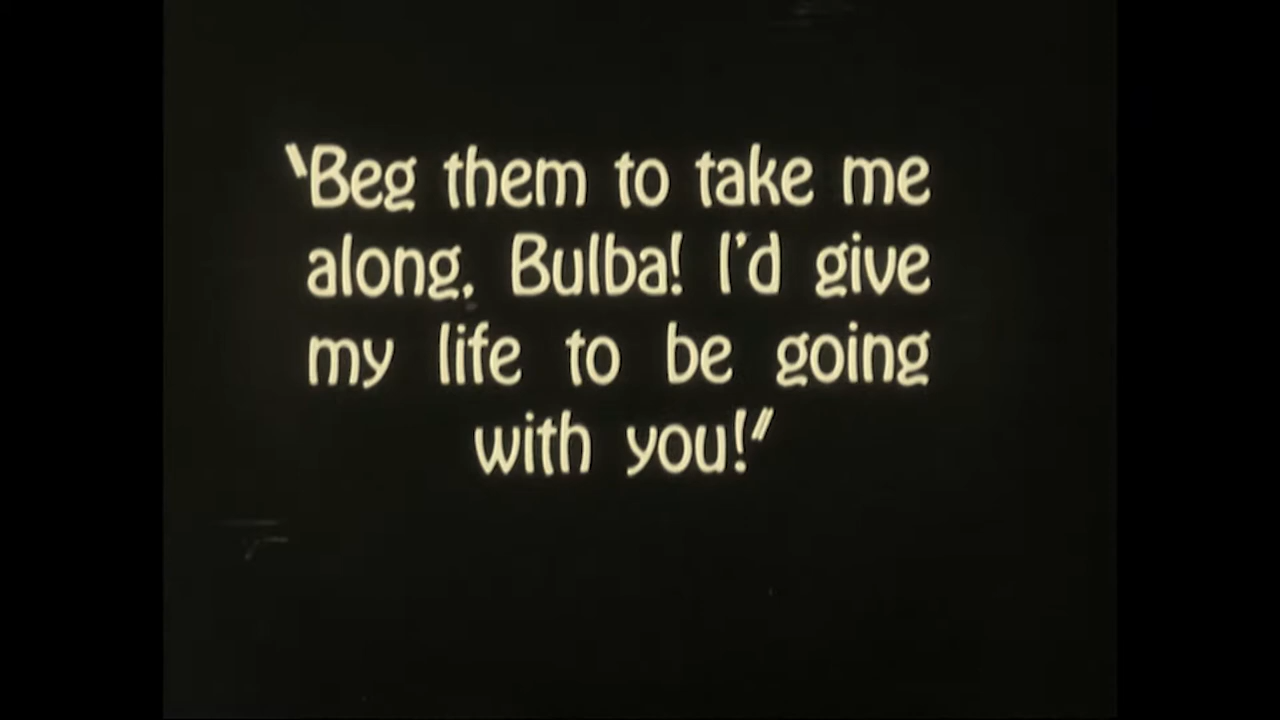 "Beg them to take me
along, Bulba! I'd give
my life to be going
with you!"